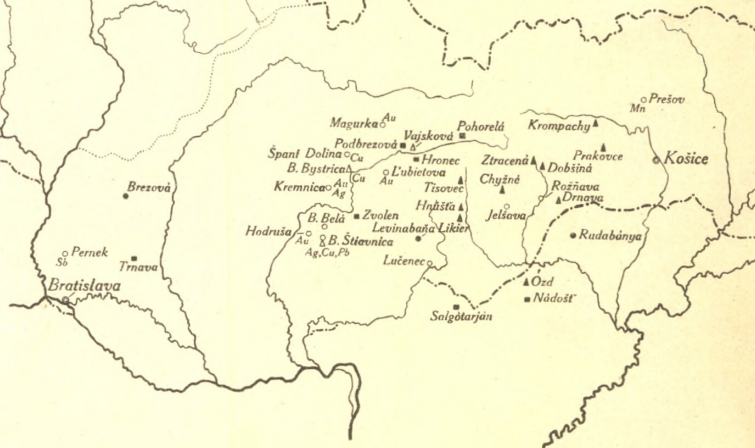 Magurka Au
Mn Prešov
Krompachy
Pohorelá
Vajsková
Podbrezová
Prakovce
Španí Dolina Cu
Hronec
Ztracená
Košice
B. Bystrica
Cu
Ľubietova
Au
Dobšiná
Brezová
Kremnica Au
Ag
Tisovec
Chyžné
Rožňava
Drnava
Hnúšťa
Jelšava
B. Belá
Zvolen
Hodruša
Au
Levinabaňa
Likier
Rudabánya
B. Štiavnica
Ag, Cu, Pb
Pernek
Sb
Trnava
Lučenec
Bratislava
Ozd
Nádošť
Salgótarján